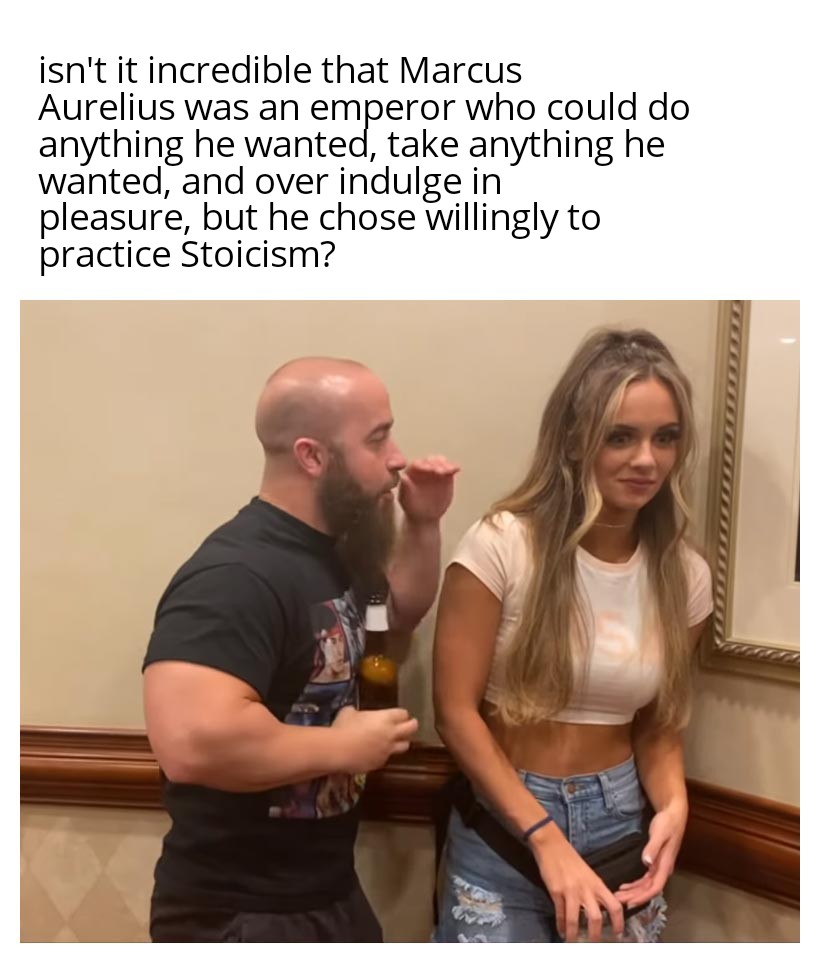 isn't it incredible that Marcus
Aurelius was an emperor who could do
anything he wanted, take anything he
wanted, and over indulge in
pleasure, but he chose willingly to
practice Stoicism?